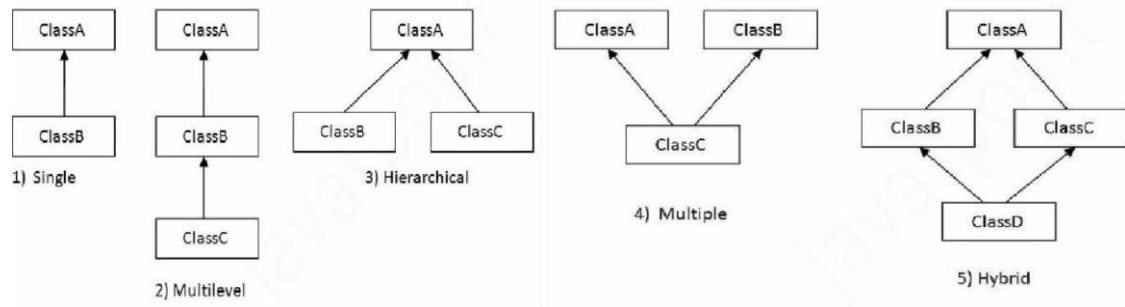 ClassA
ClassB
1) Single
ClassA
ClassB
ClassC
2) Multilevel
ClassA
ClassB
ClassC
3) Hierarchical
ClassA
ClassB
ClassC
4) Multiple
ClassA
ClassB
ClassC
ClassD
5) Hybrid